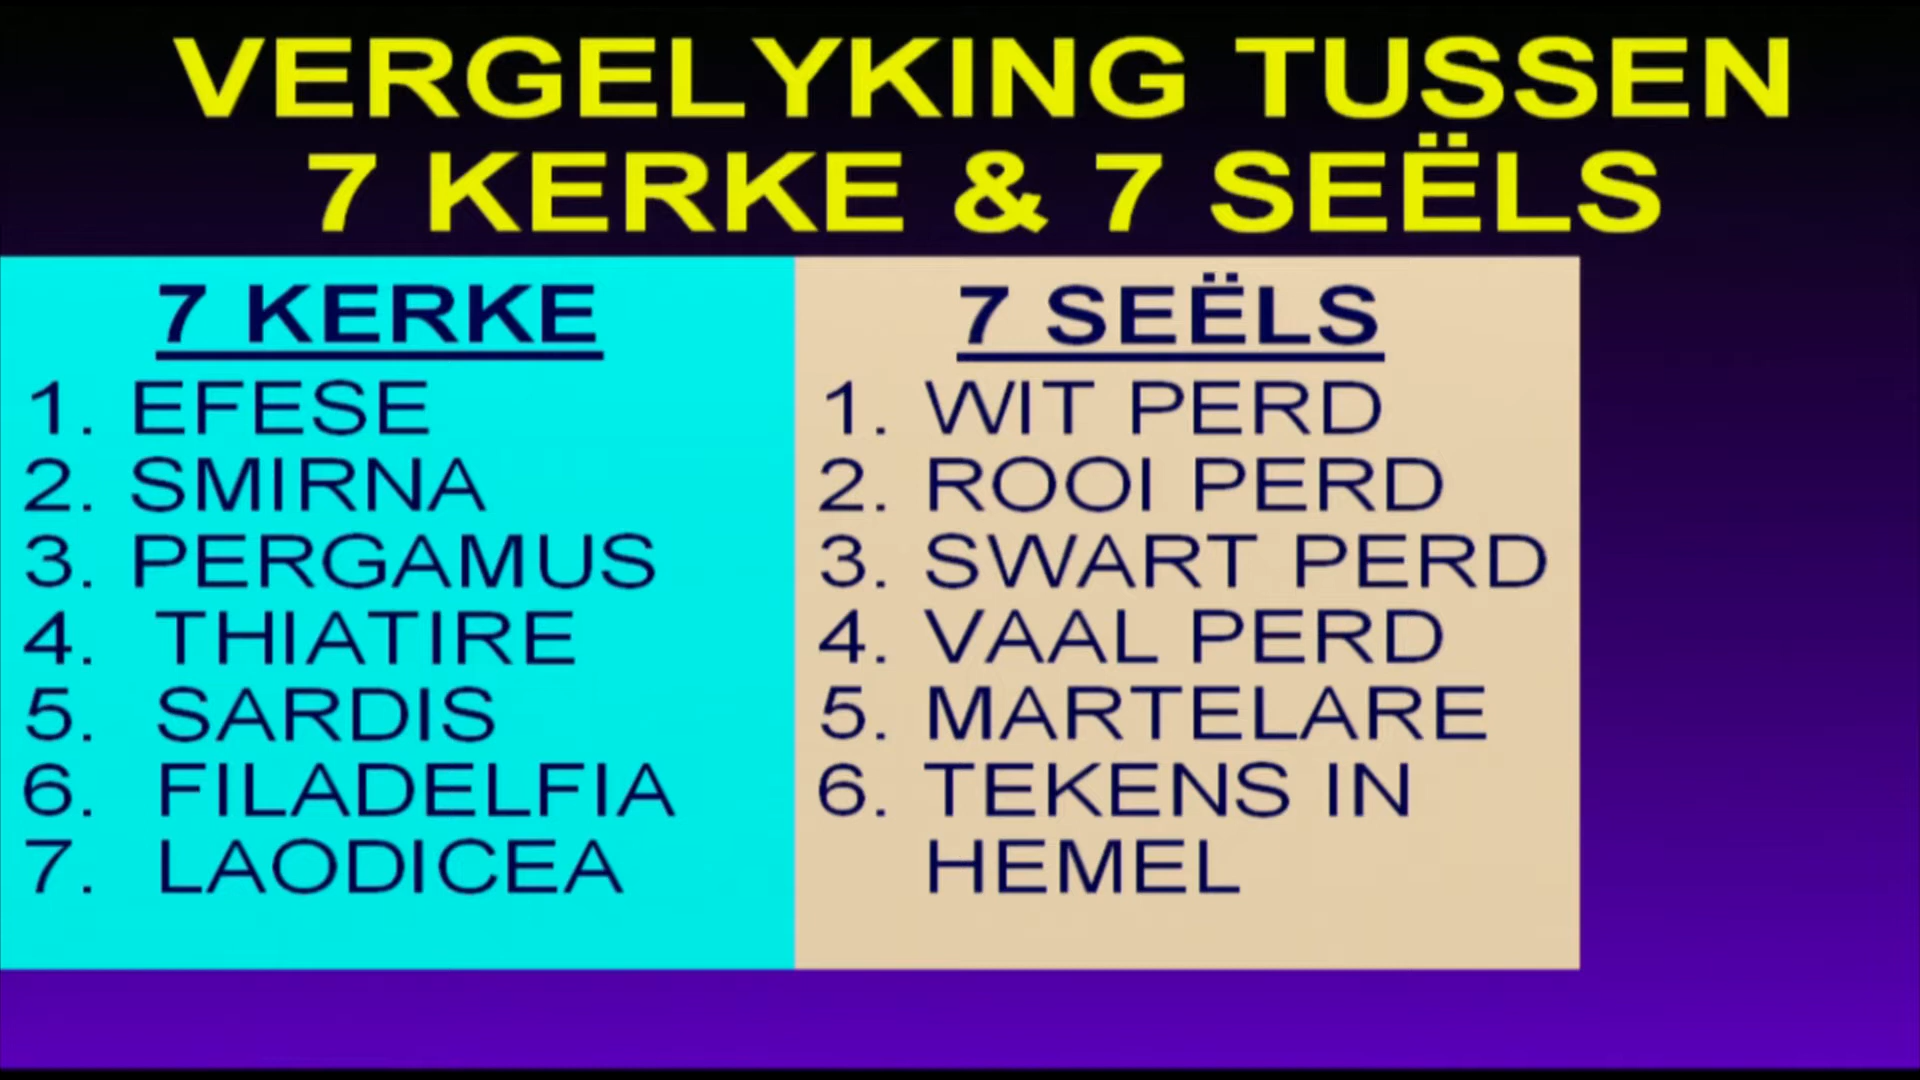 VERGELYKING TUSSEN
7 KERKE & 7 SEËLS
7 KERKE
1. EFESE
2. SMIRNA
3. PERGAMUS
4. THIATIRE
5. SARDIS
6. FILADELFIA
7. LAODICEA
7 SEËLS
1. WIT PERD
2. ROOI PERD
3. SWART PERD
4. VAAL PERD
5. MARTELARE
6. TEKENS IN
HEMEL